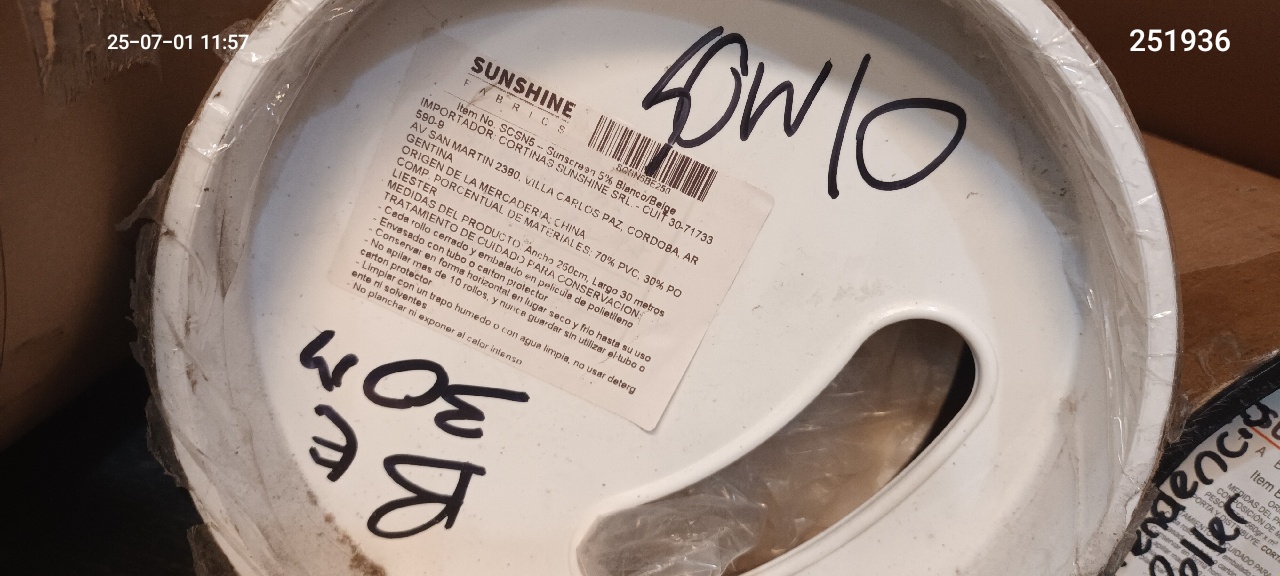 25-07-01 11:57
251936
SUNSHINE
FABRICS
Item No. SCSN5 - Sunscreen 5% Blanco/Beige
IMPORTADOR: CORTINAS SUNSHINE SRL - CUIT 30-71733
590-9
AV SAN MARTIN 2390, VILLA CARLOS PAZ, CORDOBA, AR
GENTINA
ORIGEN DE LA MERCADERIA: CHINA
COMP. PORCENTUAL DE MATERIALES: 70% PVC, 30% PO
LIESTER
MEDIDAS DEL PRODUCTO: Ancho 250cm, Largo 30 metros
TRATAMIENTO DE CUIDADO PARA CONSERVACION:
- Cada rollo cerrado y embalado en pelicula de polietileno
- Envasado con tubo o carton protector
- Conservar en forma horizontal en lugar seco y frio hasta su uso
- No apilar mas de 10 rollos, y nunca guardar sin utilizar el tubo o
carton protector
- Limpiar con un trapo humedo o con agua limpia, no usar deterg
ente ni solventes
- No planchar ni exponer al calor intenso
W10
30
BE
oller
Item